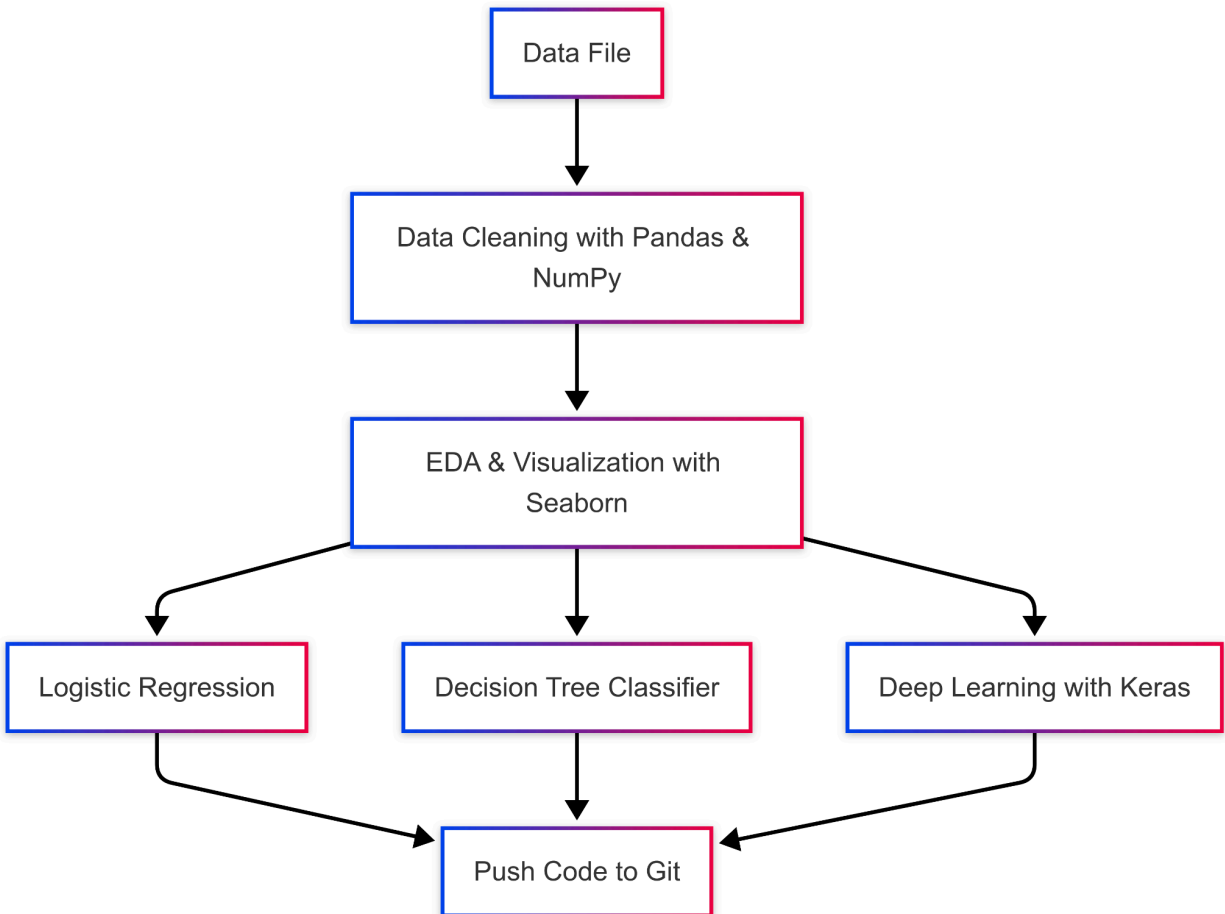 Data File
Data Cleaning with Pandas &
NumPy
EDA & Visualization with
Seaborn
Logistic Regression
Decision Tree Classifier
Deep Learning with Keras
Push Code to Git